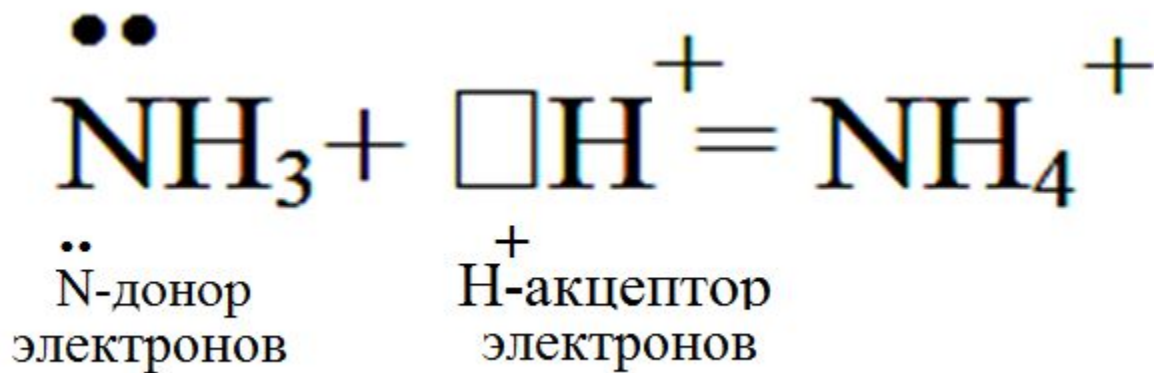 ••
NH₃ + □H⁺ = NH₄⁺
•• +
N-донор H-акцептор
электронов электронов